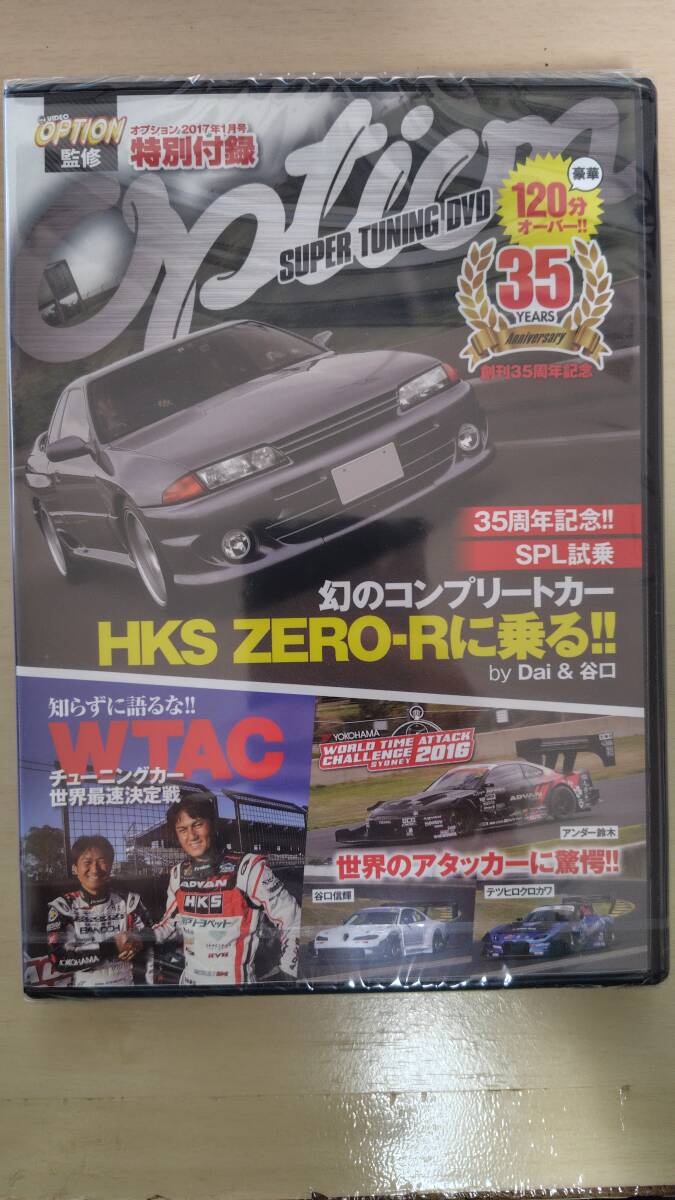 VIDEO
OPTION
監修
オプション2017年1月号
特別付録
Option
SUPER TUNING DVD
豪華
120分
オーバー!!
35
YEARS
Anniversary
創刊35周年記念
35周年記念!!
SPL試乗
幻のコンプリートカー
HKS ZERO-Rに乗る!!
by Dai & 谷口
知らずに語るな!!
WTAC
チューニングカー
世界最速決定戦
YOKOHAMA
WORLD TIME ATTACK
CHALLENGE 2016
SYDNEY
ADVAN
アンダー鈴木
世界のアタッカーに驚愕!!
谷口信輝
テツヒロクロカワ
ADVAN
HKS
YOKOHAMA